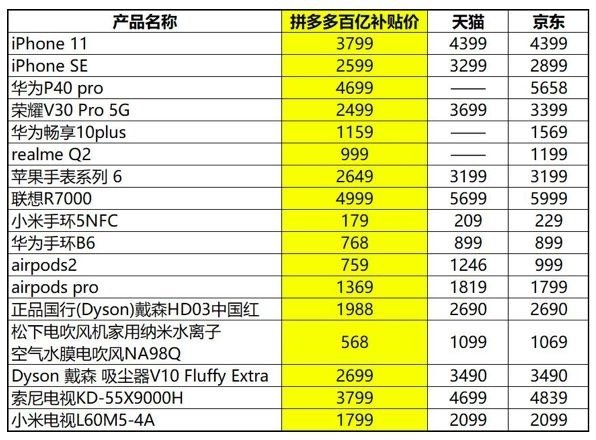 产品名称 拼多多百亿补贴价 天猫 京东
iPhone 11 3799 4399 4399
iPhone SE 2599 3299 2899
华为P40 pro 4699 —— 5658
荣耀V30 Pro 5G 2499 3699 3399
华为畅享10plus 1159 —— 1569
realme Q2 999 —— 1199
苹果手表系列 6 2649 3199 3199
联想R7000 4999 5699 5999
小米手环5NFC 179 209 229
华为手环B6 768 899 899
airpods2 759 1246 999
airpods pro 1369 1819 1799
正品国行(Dyson)戴森HD03中国红 1988 2690 2690
松下电吹风机家用纳米水离子
空气水膜电吹风NA98Q 568 1099 1069
Dyson 戴森 吸尘器V10 Fluffy Extra 2699 3490 3490
索尼电视KD-55X9000H 3799 4699 4839
小米电视L60M5-4A 1799 2099 2099